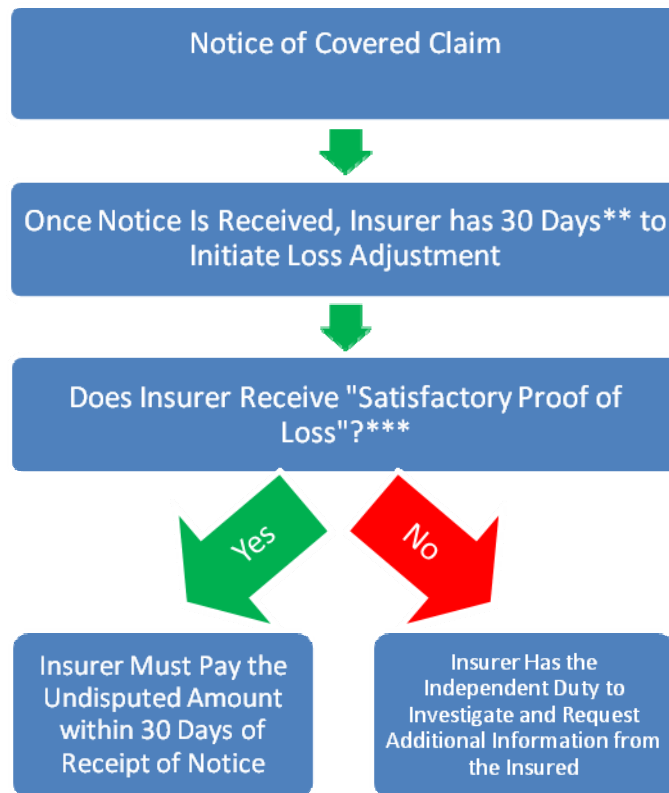 Notice of Covered Claim
Once Notice Is Received, Insurer has 30 Days** to
Initiate Loss Adjustment
Does Insurer Receive "Satisfactory Proof of
Loss"?***
Yes
No
Insurer Must Pay the
Undisputed Amount
within 30 Days of
Receipt of Notice
Insurer Has the
Independent Duty to
Investigate and Request
Additional Information from
the Insured